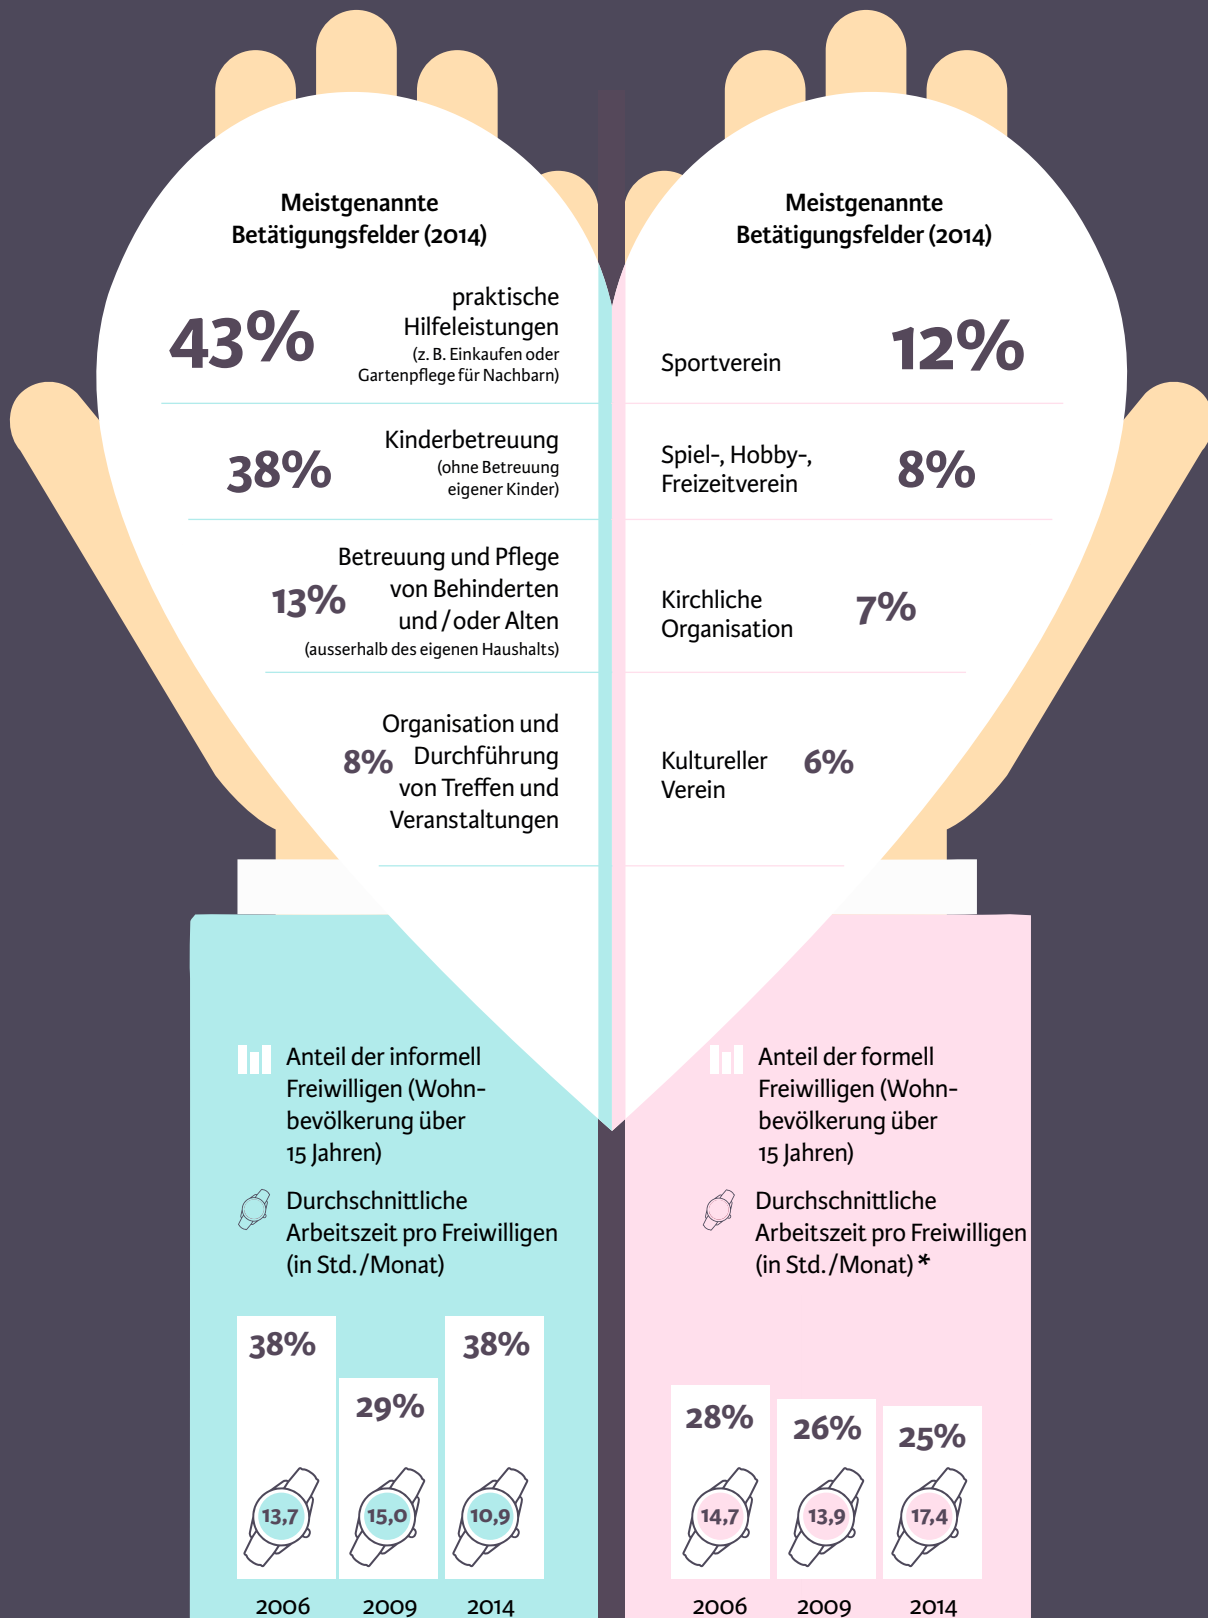 Meistgenannte
Betätigungsfelder (2014)
43%
praktische
Hilfeleistungen
(z. B. Einkaufen oder
Gartenpflege für Nachbarn)
38%
Kinderbetreuung
(ohne Betreuung
eigener Kinder)
13%
Betreuung und Pflege
von Behinderten
und / oder Alten
(ausserhalb des eigenen Haushalts)
8%
Organisation und
Durchführung
von Treffen und
Veranstaltungen
Meistgenannte
Betätigungsfelder (2014)
Sportverein
12%
Spiel-, Hobby-,
Freizeitverein
8%
Kirchliche
Organisation
7%
Kultureller
Verein
6%
Anteil der informell
Freiwilligen (Wohn-
bevölkerung über
15 Jahren)
Durchschnittliche
Arbeitszeit pro Freiwilligen
(in Std. / Monat)
38%
29%
38%
13,7
15,0
10,9
2006
2009
2014
Anteil der formell
Freiwilligen (Wohn-
bevölkerung über
15 Jahren)
Durchschnittliche
Arbeitszeit pro Freiwilligen
(in Std. / Monat) *
28%
26%
25%
14,7
13,9
17,4
2006
2009
2014